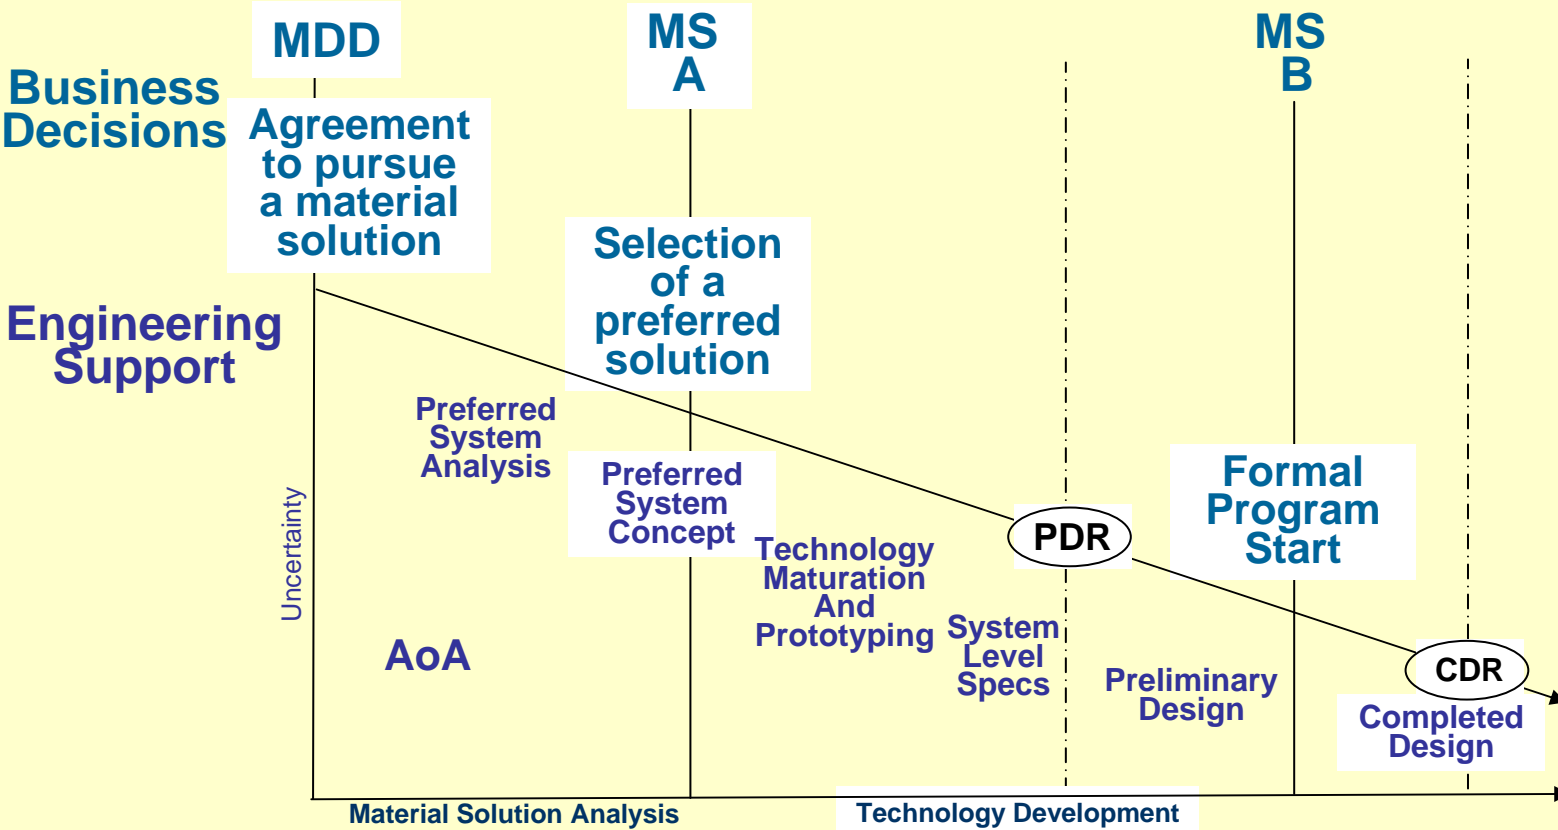 MDD
MS
A
MS
B
Business
Decisions
Agreement
to pursue
a material
solution
Selection
of a
preferred
solution
Engineering
Support
Preferred
System
Analysis
Preferred
System
Concept
Formal
Program
Start
Uncertainty
PDR
Technology
Maturation
And
Prototyping
AoA
System
Level
Specs
Preliminary
Design
CDR
Completed
Design
Material Solution Analysis
Technology Development